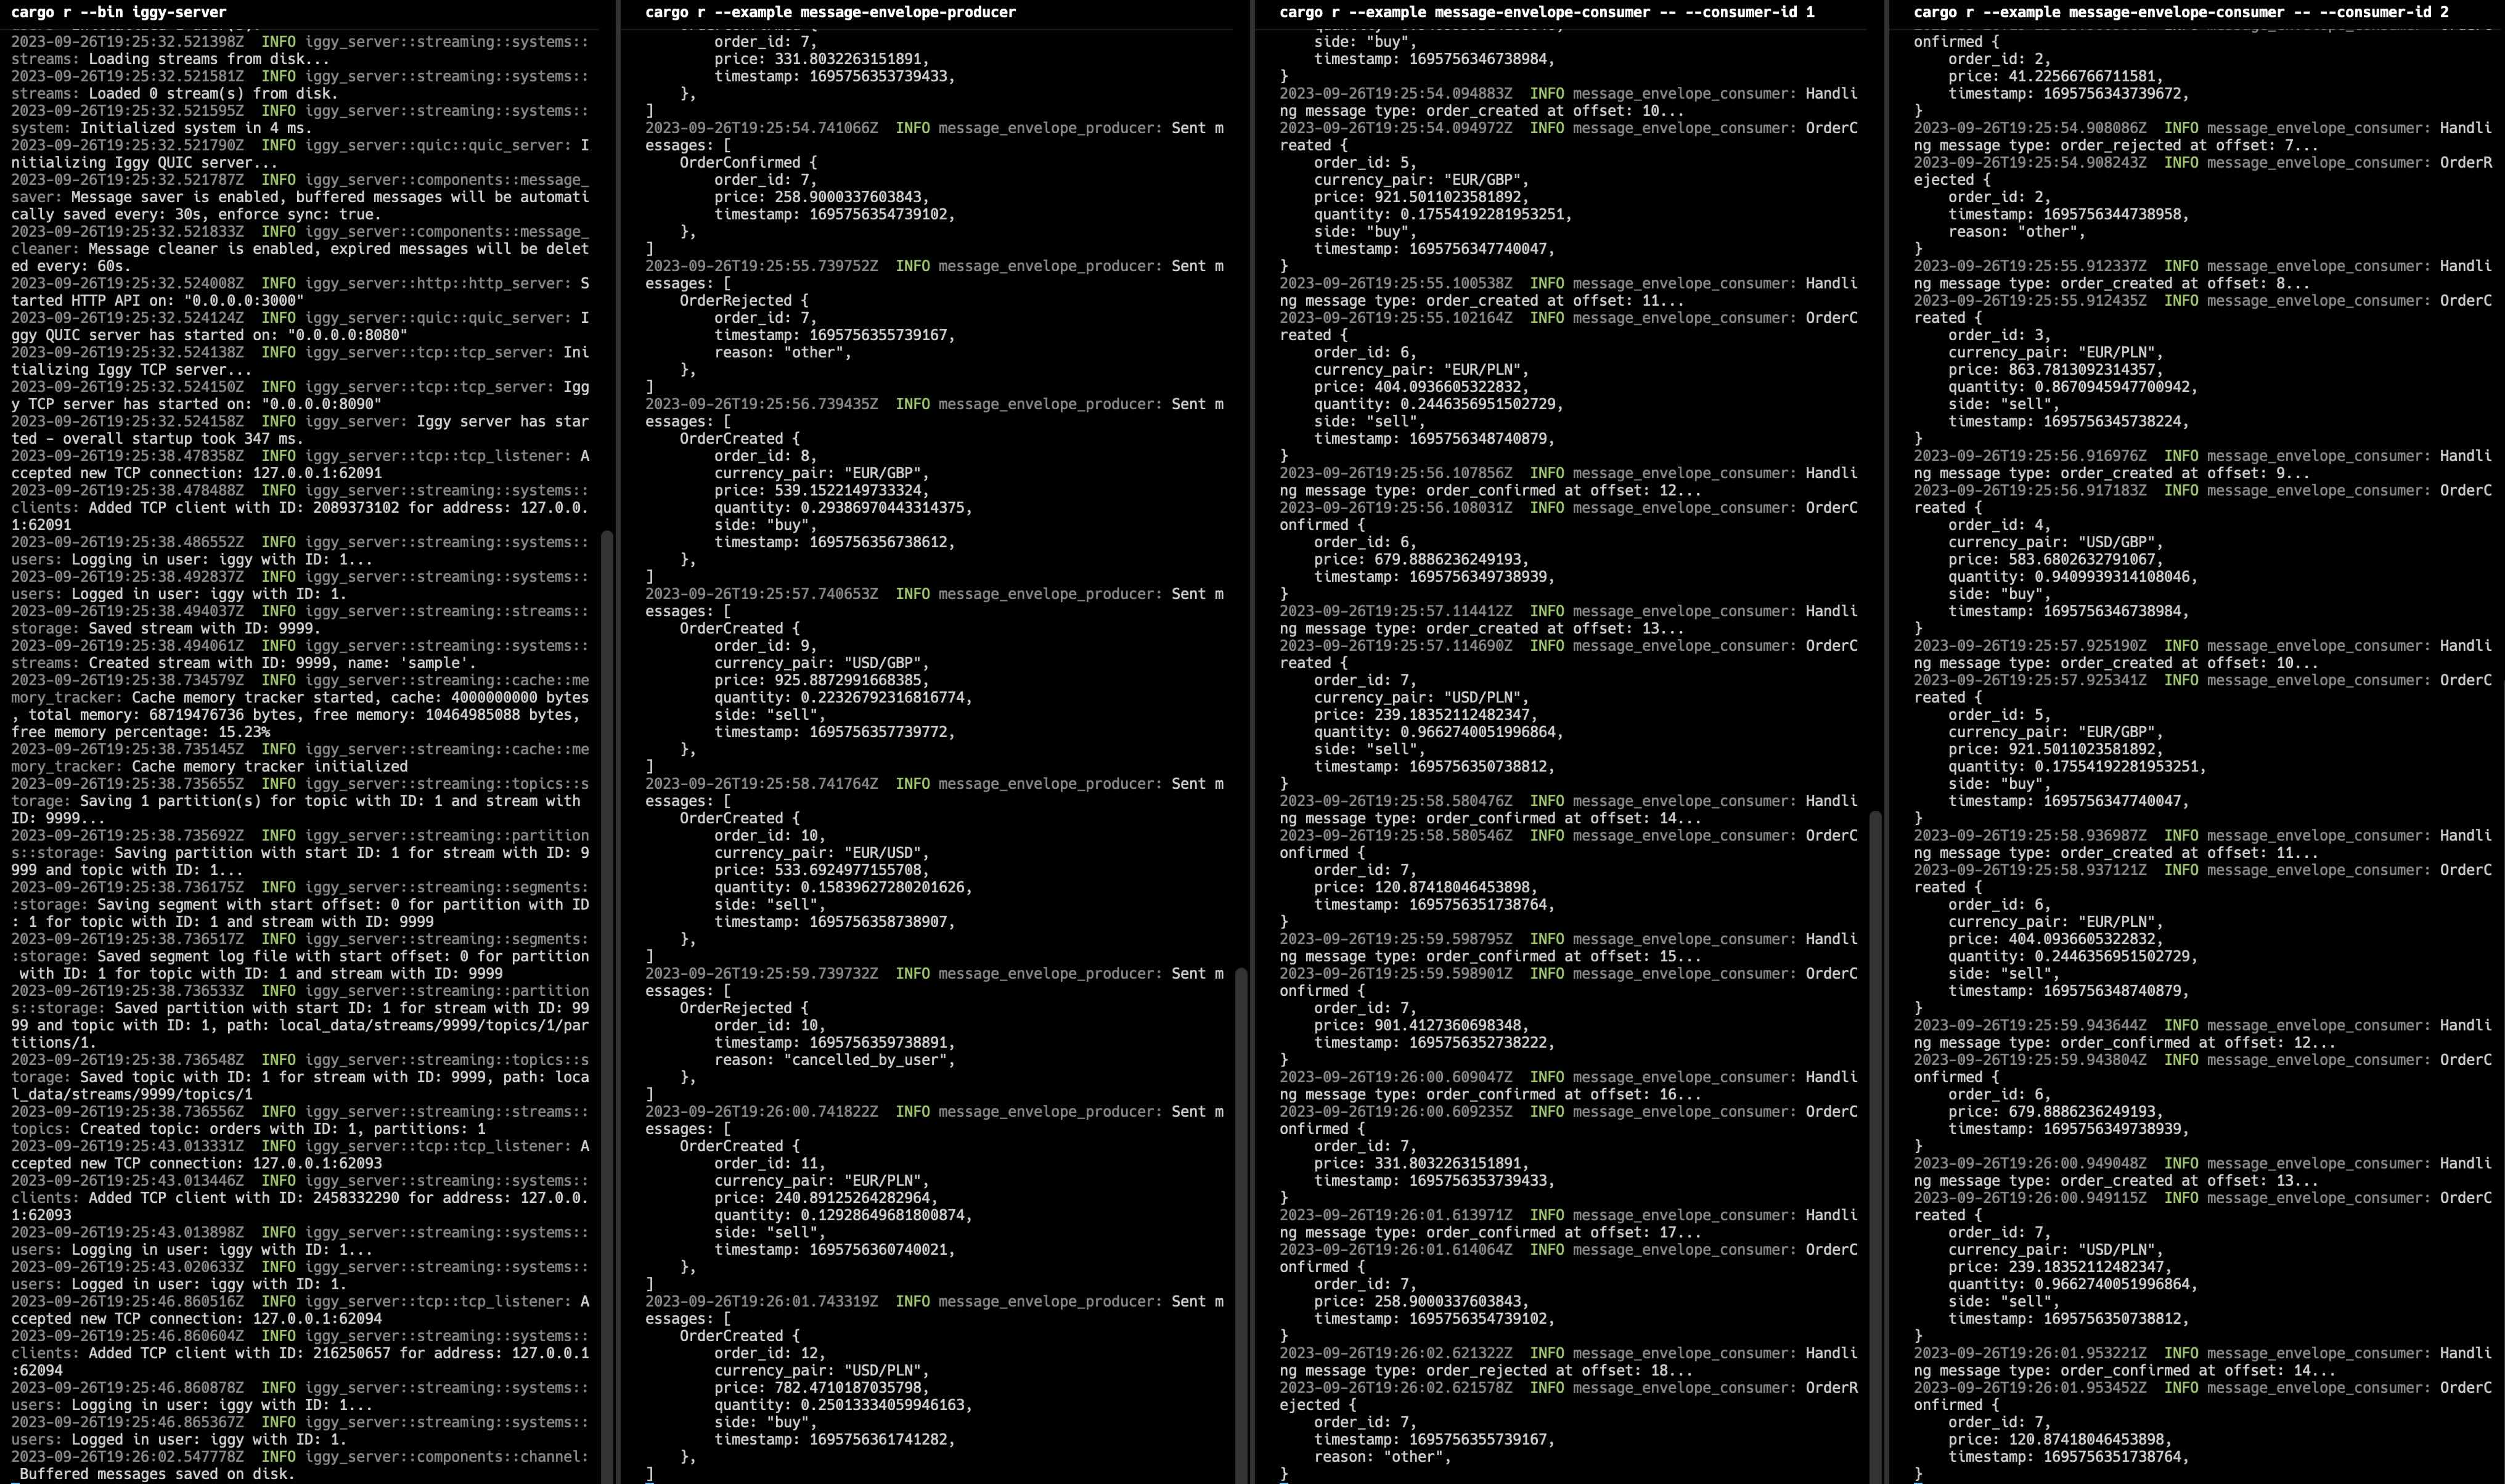 cargo r --bin iggy-server
2023-09-26T19:25:32.521398Z  INFO iggy_server::streaming::systems::
streams: Loading streams from disk...
2023-09-26T19:25:32.521581Z  INFO iggy_server::streaming::systems::
streams: Loaded 0 stream(s) from disk.
2023-09-26T19:25:32.521595Z  INFO iggy_server::streaming::systems::
system: Initialized system in 4 ms.
2023-09-26T19:25:32.521790Z  INFO iggy_server::quic::quic_server: I
nitializing Iggy QUIC server...
2023-09-26T19:25:32.521787Z  INFO iggy_server::components::message_
saver: Message saver is enabled, buffered messages will be automati
cally saved every: 30s, enforce sync: true.
2023-09-26T19:25:32.521833Z  INFO iggy_server::components::message_
cleaner: Message cleaner is enabled, expired messages will be delet
ed every: 60s.
2023-09-26T19:25:32.524008Z  INFO iggy_server::http::http_server: S
tarted HTTP API on: "0.0.0.0:3000"
2023-09-26T19:25:32.524124Z  INFO iggy_server::quic::quic_server: I
ggy QUIC server has started on: "0.0.0.0:8080"
2023-09-26T19:25:32.524138Z  INFO iggy_server::tcp::tcp_server: Ini
tializing Iggy TCP server...
2023-09-26T19:25:32.524150Z  INFO iggy_server::tcp::tcp_server: Igg
y TCP server has started on: "0.0.0.0:8090"
2023-09-26T19:25:32.524158Z  INFO iggy_server: Iggy server has star
ted - overall startup took 347 ms.
2023-09-26T19:25:38.478358Z  INFO iggy_server::tcp::tcp_listener: A
ccepted new TCP connection: 127.0.0.1:62091
2023-09-26T19:25:38.478488Z  INFO iggy_server::streaming::systems::
clients: Added TCP client with ID: 2089373102 for address: 127.0.0.
1:62091
2023-09-26T19:25:38.486552Z  INFO iggy_server::streaming::systems::
users: Logging in user: iggy with ID: 1...
2023-09-26T19:25:38.492837Z  INFO iggy_server::streaming::systems::
users: Logged in user: iggy with ID: 1.
2023-09-26T19:25:38.494037Z  INFO iggy_server::streaming::streams::
storage: Saved stream with ID: 9999.
2023-09-26T19:25:38.494061Z  INFO iggy_server::streaming::systems::
streams: Created stream with ID: 9999, name: 'sample'.
2023-09-26T19:25:38.734579Z  INFO iggy_server::streaming::cache::me
mory_tracker: Cache memory tracker started, cache: 4000000000 bytes
, total memory: 68719476736 bytes, free memory: 10464985088 bytes,
free memory percentage: 15.23%
2023-09-26T19:25:38.735145Z  INFO iggy_server::streaming::cache::me
mory_tracker: Cache memory tracker initialized
2023-09-26T19:25:38.735655Z  INFO iggy_server::streaming::topics::s
torage: Saving 1 partition(s) for topic with ID: 1 and stream with
ID: 9999...
2023-09-26T19:25:38.735692Z  INFO iggy_server::streaming::partition
s::storage: Saving partition with start ID: 1 for stream with ID: 9
999 and topic with ID: 1...
2023-09-26T19:25:38.736175Z  INFO iggy_server::streaming::segments:
:storage: Saving segment with start offset: 0 for partition with ID
: 1 for topic with ID: 1 and stream with ID: 9999
2023-09-26T19:25:38.736517Z  INFO iggy_server::streaming::segments:
:storage: Saved segment log file with start offset: 0 for partition
 with ID: 1 for topic with ID: 1 and stream with ID: 9999
2023-09-26T19:25:38.736533Z  INFO iggy_server::streaming::partition
s::storage: Saved partition with start ID: 1 for stream with ID: 99
99 and topic with ID: 1, path: local_data/streams/9999/topics/1/par
titions/1.
2023-09-26T19:25:38.736548Z  INFO iggy_server::streaming::topics::s
torage: Saved topic with ID: 1 for stream with ID: 9999, path: loca
l_data/streams/9999/topics/1
2023-09-26T19:25:38.736556Z  INFO iggy_server::streaming::streams::
topics: Created topic: orders with ID: 1, partitions: 1
2023-09-26T19:25:43.013331Z  INFO iggy_server::tcp::tcp_listener: A
ccepted new TCP connection: 127.0.0.1:62093
2023-09-26T19:25:43.013446Z  INFO iggy_server::streaming::systems::
clients: Added TCP client with ID: 2458332290 for address: 127.0.0.
1:62093
2023-09-26T19:25:43.013898Z  INFO iggy_server::streaming::systems::
users: Logging in user: iggy with ID: 1...
2023-09-26T19:25:43.020633Z  INFO iggy_server::streaming::systems::
users: Logged in user: iggy with ID: 1.
2023-09-26T19:25:46.860516Z  INFO iggy_server::tcp::tcp_listener: A
ccepted new TCP connection: 127.0.0.1:62094
2023-09-26T19:25:46.860604Z  INFO iggy_server::streaming::systems::
clients: Added TCP client with ID: 216250657 for address: 127.0.0.1
:62094
2023-09-26T19:25:46.860878Z  INFO iggy_server::streaming::systems::
users: Logging in user: iggy with ID: 1...
2023-09-26T19:25:46.865367Z  INFO iggy_server::streaming::systems::
users: Logged in user: iggy with ID: 1.
2023-09-26T19:26:02.547778Z  INFO iggy_server::components::channel:
 Buffered messages saved on disk.
cargo r --example message-envelope-producer
order_id: 7,
price: 331.8032263151891,
timestamp: 1695756353739433,
},
]
2023-09-26T19:25:54.741066Z  INFO message_envelope_producer: Sent m
essages: [
OrderConfirmed {
order_id: 7,
price: 258.9000337603843,
timestamp: 1695756354739102,
},
]
2023-09-26T19:25:55.739752Z  INFO message_envelope_producer: Sent m
essages: [
OrderRejected {
order_id: 7,
timestamp: 1695756355739167,
reason: "other",
},
]
2023-09-26T19:25:56.739435Z  INFO message_envelope_producer: Sent m
essages: [
OrderCreated {
order_id: 8,
currency_pair: "EUR/GBP",
price: 539.1522149733324,
quantity: 0.29386970443314375,
side: "buy",
timestamp: 1695756356738612,
},
]
2023-09-26T19:25:57.740653Z  INFO message_envelope_producer: Sent m
essages: [
OrderCreated {
order_id: 9,
currency_pair: "USD/GBP",
price: 925.8872991668385,
quantity: 0.22326792316816774,
side: "sell",
timestamp: 1695756357739772,
},
]
2023-09-26T19:25:58.741764Z  INFO message_envelope_producer: Sent m
essages: [
OrderCreated {
order_id: 10,
currency_pair: "EUR/USD",
price: 533.6924977155708,
quantity: 0.15839627280201626,
side: "sell",
timestamp: 1695756358738907,
},
]
2023-09-26T19:25:59.739732Z  INFO message_envelope_producer: Sent m
essages: [
OrderRejected {
order_id: 10,
timestamp: 1695756359738891,
reason: "cancelled_by_user",
},
]
2023-09-26T19:26:00.741822Z  INFO message_envelope_producer: Sent m
essages: [
OrderCreated {
order_id: 11,
currency_pair: "EUR/PLN",
price: 240.89125264282964,
quantity: 0.12928649681800874,
side: "sell",
timestamp: 1695756360740021,
},
]
2023-09-26T19:26:01.743319Z  INFO message_envelope_producer: Sent m
essages: [
OrderCreated {
order_id: 12,
currency_pair: "USD/PLN",
price: 782.4710187035798,
quantity: 0.25013334059946163,
side: "buy",
timestamp: 1695756361741282,
},
]
cargo r --example message-envelope-consumer -- --consumer-id 1
side: "buy",
timestamp: 1695756346738984,
}
2023-09-26T19:25:54.094883Z  INFO message_envelope_consumer: Handli
ng message type: order_created at offset: 10...
2023-09-26T19:25:54.094972Z  INFO message_envelope_consumer: OrderC
reated {
order_id: 5,
currency_pair: "EUR/GBP",
price: 921.5011023581892,
quantity: 0.17554192281953251,
side: "buy",
timestamp: 1695756347740047,
}
2023-09-26T19:25:55.100538Z  INFO message_envelope_consumer: Handli
ng message type: order_created at offset: 11...
2023-09-26T19:25:55.102164Z  INFO message_envelope_consumer: OrderC
reated {
order_id: 6,
currency_pair: "EUR/PLN",
price: 404.0936605322832,
quantity: 0.2446356951502729,
side: "sell",
timestamp: 1695756348740879,
}
2023-09-26T19:25:56.107856Z  INFO message_envelope_consumer: Handli
ng message type: order_confirmed at offset: 12...
2023-09-26T19:25:56.108031Z  INFO message_envelope_consumer: OrderC
onfirmed {
order_id: 6,
price: 679.8886236249193,
timestamp: 1695756349738939,
}
2023-09-26T19:25:57.114412Z  INFO message_envelope_consumer: Handli
ng message type: order_created at offset: 13...
2023-09-26T19:25:57.114690Z  INFO message_envelope_consumer: OrderC
reated {
order_id: 7,
currency_pair: "USD/PLN",
price: 239.18352112482347,
quantity: 0.9662740051996864,
side: "sell",
timestamp: 1695756350738812,
}
2023-09-26T19:25:58.580476Z  INFO message_envelope_consumer: Handli
ng message type: order_confirmed at offset: 14...
2023-09-26T19:25:58.580546Z  INFO message_envelope_consumer: OrderC
onfirmed {
order_id: 7,
price: 120.87418046453898,
timestamp: 1695756351738764,
}
2023-09-26T19:25:59.598795Z  INFO message_envelope_consumer: Handli
ng message type: order_confirmed at offset: 15...
2023-09-26T19:25:59.598901Z  INFO message_envelope_consumer: OrderC
onfirmed {
order_id: 7,
price: 901.4127360698348,
timestamp: 1695756352738222,
}
2023-09-26T19:26:00.609047Z  INFO message_envelope_consumer: Handli
ng message type: order_confirmed at offset: 16...
2023-09-26T19:26:00.609235Z  INFO message_envelope_consumer: OrderC
onfirmed {
order_id: 7,
price: 331.8032263151891,
timestamp: 1695756353739433,
}
2023-09-26T19:26:01.613971Z  INFO message_envelope_consumer: Handli
ng message type: order_confirmed at offset: 17...
2023-09-26T19:26:01.614064Z  INFO message_envelope_consumer: OrderC
onfirmed {
order_id: 7,
price: 258.9000337603843,
timestamp: 1695756354739102,
}
2023-09-26T19:26:02.621322Z  INFO message_envelope_consumer: Handli
ng message type: order_rejected at offset: 18...
2023-09-26T19:26:02.621578Z  INFO message_envelope_consumer: OrderR
ejected {
order_id: 7,
timestamp: 1695756355739167,
reason: "other",
}
cargo r --example message-envelope-consumer -- --consumer-id 2
onfirmed {
order_id: 2,
price: 41.22566766711581,
timestamp: 1695756343739672,
}
2023-09-26T19:25:54.908086Z  INFO message_envelope_consumer: Handli
ng message type: order_rejected at offset: 7...
2023-09-26T19:25:54.908243Z  INFO message_envelope_consumer: OrderR
ejected {
order_id: 2,
timestamp: 1695756344738958,
reason: "other",
}
2023-09-26T19:25:55.912337Z  INFO message_envelope_consumer: Handli
ng message type: order_created at offset: 8...
2023-09-26T19:25:55.912435Z  INFO message_envelope_consumer: OrderC
reated {
order_id: 3,
currency_pair: "EUR/PLN",
price: 863.7813092314357,
quantity: 0.8670945947700942,
side: "sell",
timestamp: 1695756345738224,
}
2023-09-26T19:25:56.916976Z  INFO message_envelope_consumer: Handli
ng message type: order_created at offset: 9...
2023-09-26T19:25:56.917183Z  INFO message_envelope_consumer: OrderC
reated {
order_id: 4,
currency_pair: "USD/GBP",
price: 583.6802632791067,
quantity: 0.9409939314108046,
side: "buy",
timestamp: 1695756346738984,
}
2023-09-26T19:25:57.925190Z  INFO message_envelope_consumer: Handli
ng message type: order_created at offset: 10...
2023-09-26T19:25:57.925341Z  INFO message_envelope_consumer: OrderC
reated {
order_id: 5,
currency_pair: "EUR/GBP",
price: 921.5011023581892,
quantity: 0.17554192281953251,
side: "buy",
timestamp: 1695756347740047,
}
2023-09-26T19:25:58.936987Z  INFO message_envelope_consumer: Handli
ng message type: order_created at offset: 11...
2023-09-26T19:25:58.937121Z  INFO message_envelope_consumer: OrderC
reated {
order_id: 6,
currency_pair: "EUR/PLN",
price: 404.0936605322832,
quantity: 0.2446356951502729,
side: "sell",
timestamp: 1695756348740879,
}
2023-09-26T19:25:59.943644Z  INFO message_envelope_consumer: Handli
ng message type: order_confirmed at offset: 12...
2023-09-26T19:25:59.943804Z  INFO message_envelope_consumer: OrderC
onfirmed {
order_id: 6,
price: 679.8886236249193,
timestamp: 1695756349738939,
}
2023-09-26T19:26:00.949048Z  INFO message_envelope_consumer: Handli
ng message type: order_created at offset: 13...
2023-09-26T19:26:00.949115Z  INFO message_envelope_consumer: OrderC
reated {
order_id: 7,
currency_pair: "USD/PLN",
price: 239.18352112482347,
quantity: 0.9662740051996864,
side: "sell",
timestamp: 1695756350738812,
}
2023-09-26T19:26:01.953221Z  INFO message_envelope_consumer: Handli
ng message type: order_confirmed at offset: 14...
2023-09-26T19:26:01.953452Z  INFO message_envelope_consumer: OrderC
onfirmed {
order_id: 7,
price: 120.87418046453898,
timestamp: 1695756351738764,
}